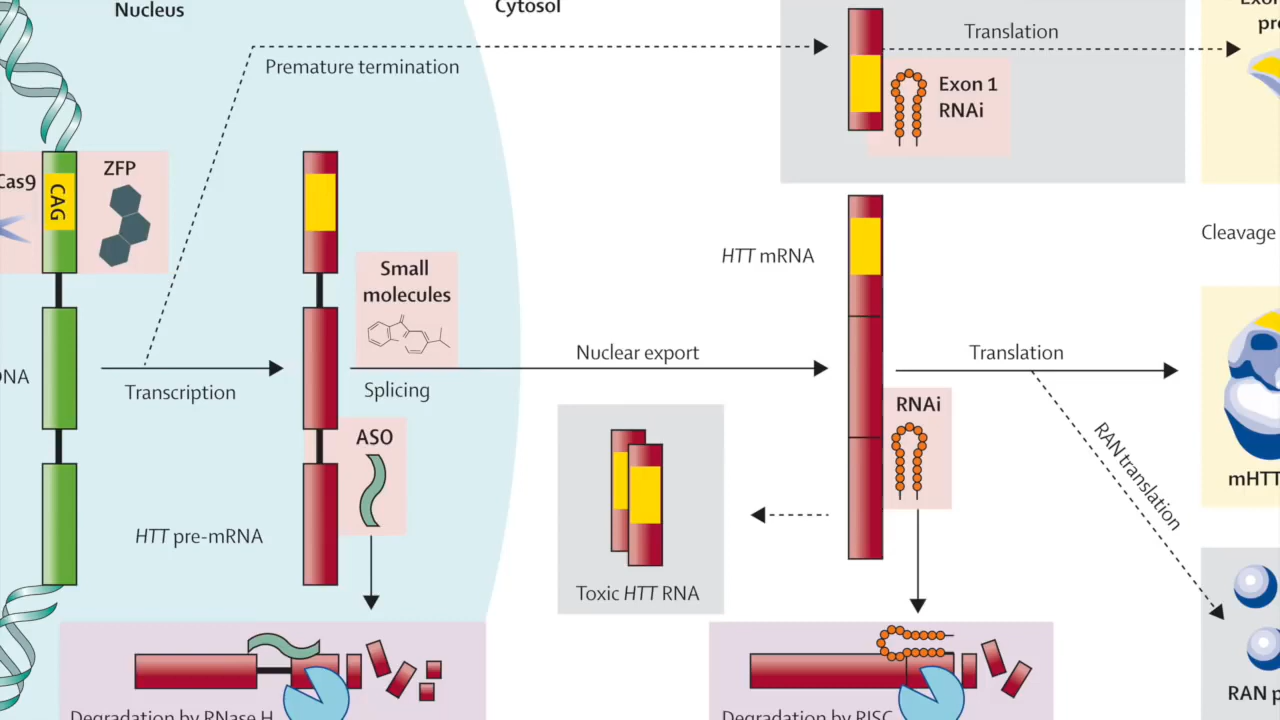 Nucleus
Cytosol
Translation
Premature termination
Exon 1
RNAi
Cas9
ZFP
CAG
HTT mRNA
Cleavage
Small
molecules
Nuclear export
Translation
Transcription
Splicing
RNAi
ASO
RAN translation
mHTT
HTT pre-mRNA
Toxic HTT RNA
RAN p
Degradation by RNase H
Degradation by RISC